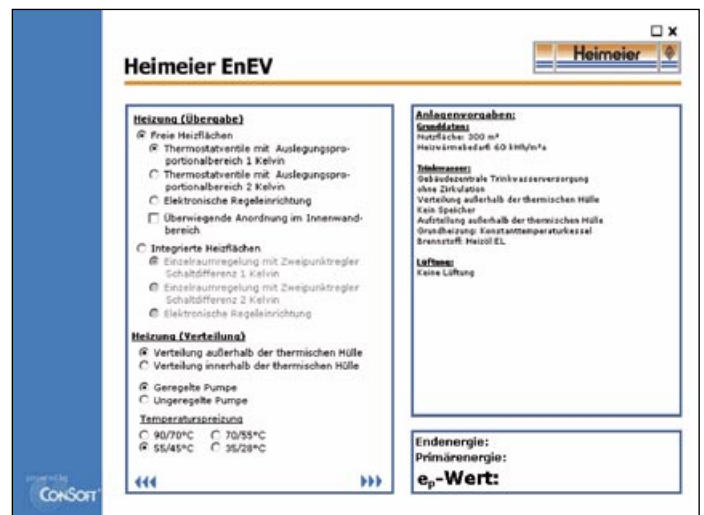 Heimeier
Heimeier EnEV
Heizung (Übergabe)
Freie Heizflächen
Thermostatventile mit Auslegungspro-
portionalbereich 1 Kelvin
Thermostatventile mit Auslegungspro-
portionalbereich 2 Kelvin
Elektronische Regeleinrichtung
Überwiegende Anordnung im Innenwand-
bereich
Integrierte Heizflächen
Einzelraumregelung mit Zweipunktregler
Schaltdifferenz 1 Kelvin
Einzelraumregelung mit Zweipunktregler
Schaltdifferenz 2 Kelvin
Elektronische Regeleinrichtung
Heizung (Verteilung)
Verteilung außerhalb der thermischen Hülle
Verteilung innerhalb der thermischen Hülle
Geregelte Pumpe
Ungeregelte Pumpe
Temperaturspreizung
90/70°C 70/55°C
55/45°C 35/28°C
Anlagenvorgaben:
Grunddaten:
Nutzfläche: 300 m²
Heizwärmebedarf: 60 kWh/m²a
Trinkwasser:
Gebäudezentrale Trinkwasserversorgung
ohne Zirkulation
Verteilung außerhalb der thermischen Hülle
Kein Speicher
Aufstellung außerhalb der thermischen Hülle
Grundheizung: Konstanttemperaturkessel
Brennstoff: Heizöl EL
Lüftung:
Keine Lüftung
Endenergie:
Primärenergie:
ep-Wert:
CONSOFT